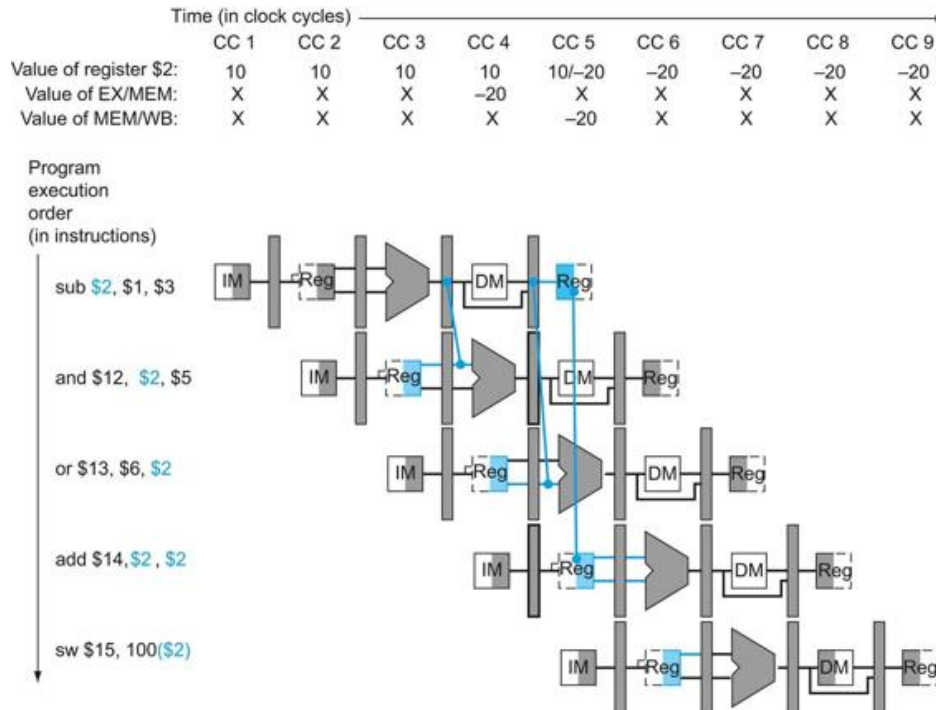 Time (in clock cycles)
CC 1 CC 2 CC 3 CC 4 CC 5 CC 6 CC 7 CC 8 CC 9
Value of register $2: 10 10 10 10 10/–20 –20 –20 –20 –20
Value of EX/MEM: X X X –20 X X X X X
Value of MEM/WB: X X X X –20 X X X X
Program
execution
order
(in instructions)
sub $2, $1, $3
IM Reg DM Reg
and $12, $2, $5
IM Reg DM Reg
or $13, $6, $2
IM Reg DM Reg
add $14,$2 , $2
IM Reg DM Reg
sw $15, 100($2)
IM Reg DM Reg